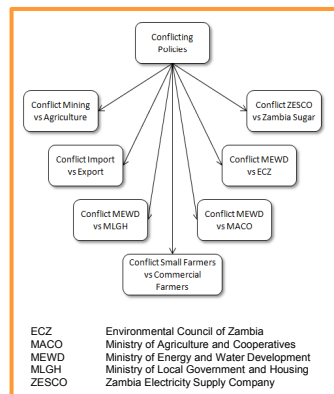 Conflicting
Policies
Conflict Mining
vs Agriculture
Conflict ZESCO
vs Zambia Sugar
Conflict Import
vs Export
Conflict MEWD
vs ECZ
Conflict MEWD
vs MLGH
Conflict MEWD
vs MACO
Conflict Small Farmers
vs Commercial
Farmers
ECZ Environmental Council of Zambia
MACO Ministry of Agriculture and Cooperatives
MEWD Ministry of Energy and Water Development
MLGH Ministry of Local Government and Housing
ZESCO Zambia Electricity Supply Company